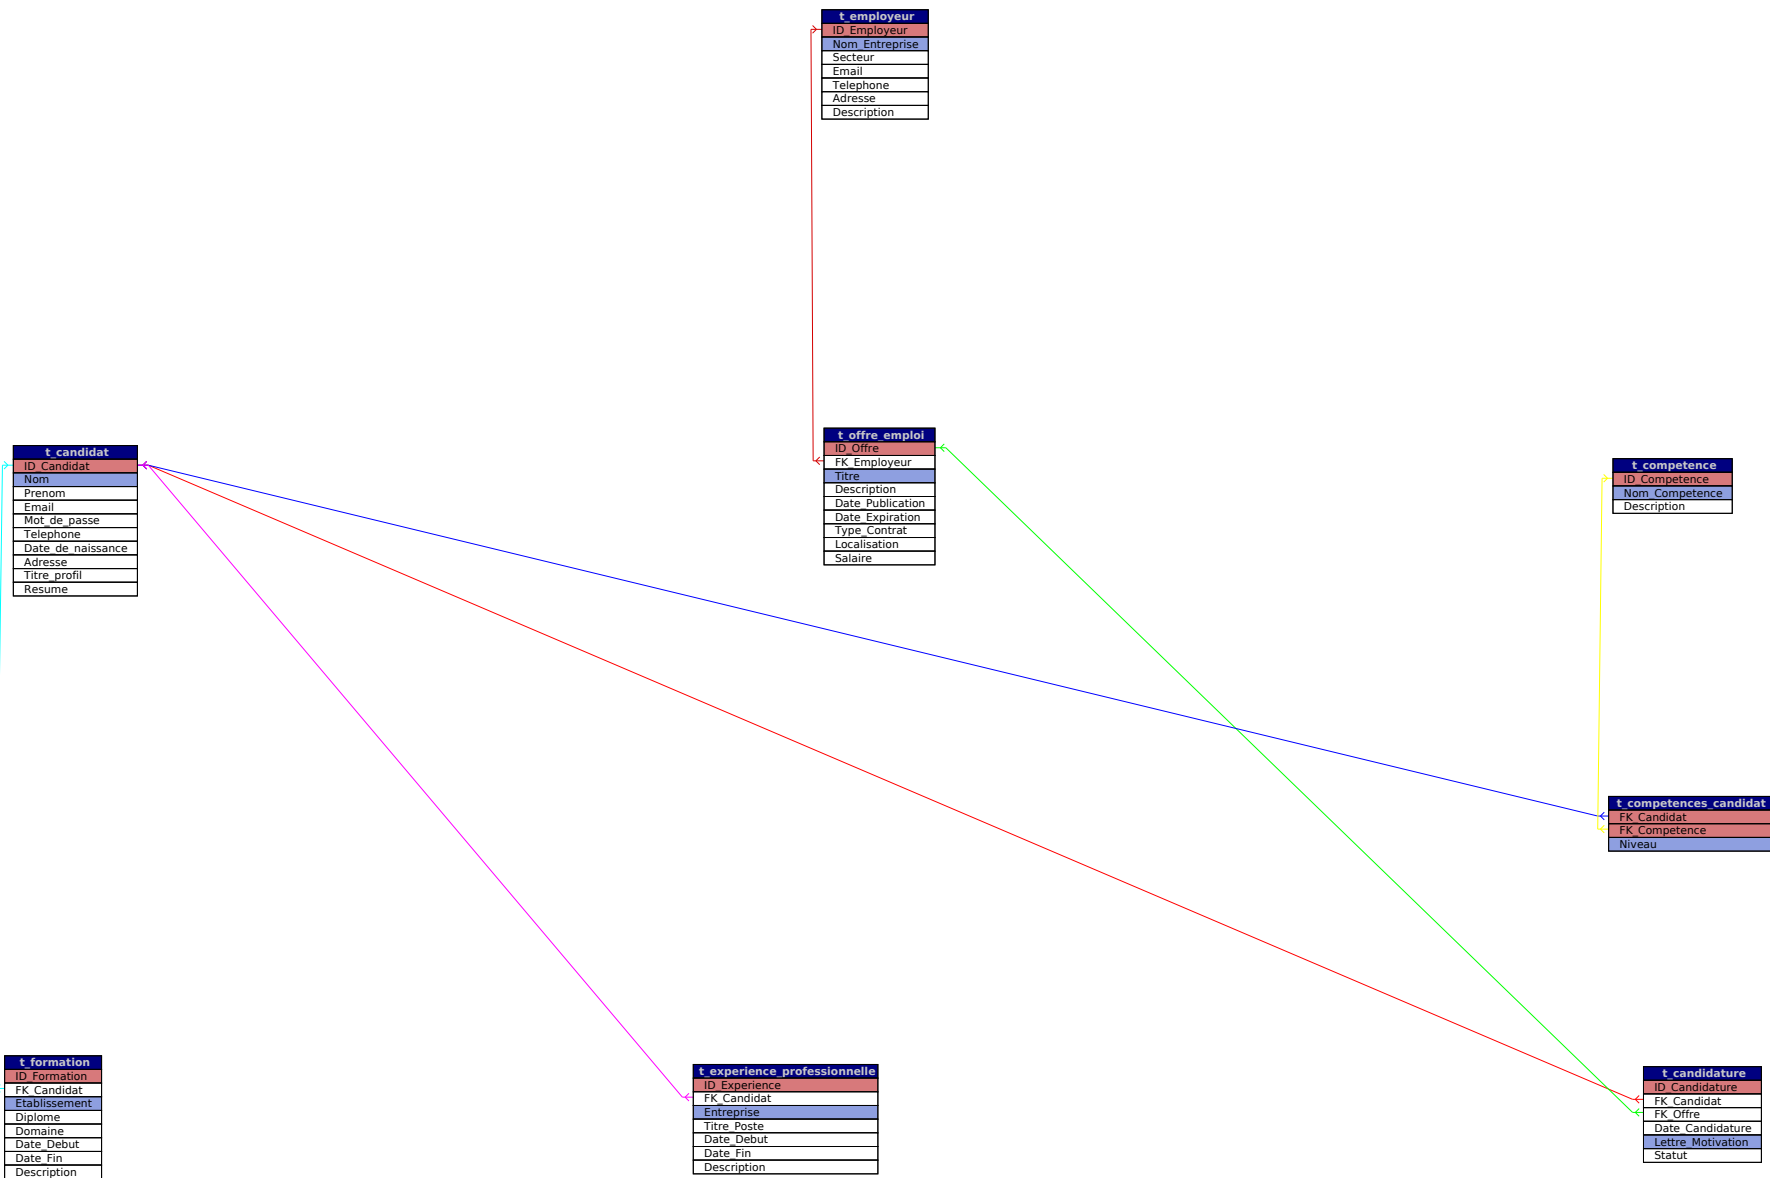 t_employeur
ID_Employeur
Nom_Entreprise
Secteur
Email
Telephone
Adresse
Description
t_candidat
ID_Candidat
Nom
Prenom
Email
Mot_de_passe
Telephone
Date_de_naissance
Adresse
Titre_profil
Resume
t_offre_emploi
ID_Offre
FK_Employeur
Titre
Description
Date_Publication
Date_Expiration
Type_Contrat
Localisation
Salaire
t_competence
ID_Competence
Nom_Competence
Description
t_competences_candidat
FK_Candidat
FK_Competence
Niveau
t_formation
ID_Formation
FK_Candidat
Etablissement
Diplome
Domaine
Date_Debut
Date_Fin
Description
t_experience_professionnelle
ID_Experience
FK_Candidat
Entreprise
Titre_Poste
Date_Debut
Date_Fin
Description
t_candidature
ID_Candidature
FK_Candidat
FK_Offre
Date_Candidature
Lettre_Motivation
Statut